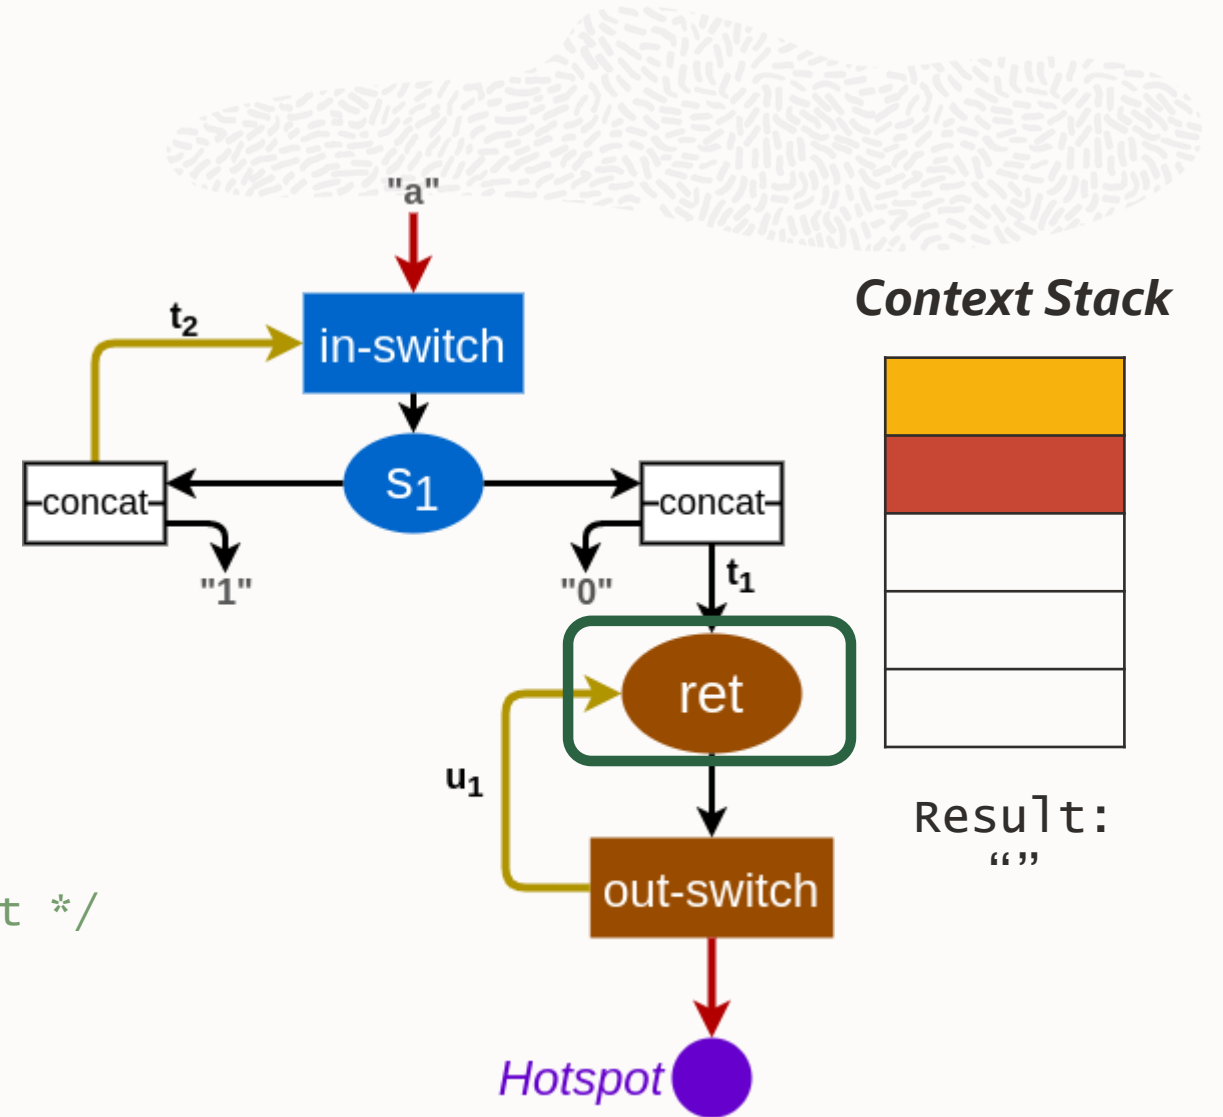 "a"
Context Stack
t2
in-switch
s1
concat
concat
"1"
"0"
t1
ret
u1
Result:
“”
out-switch
t */
Hotspot